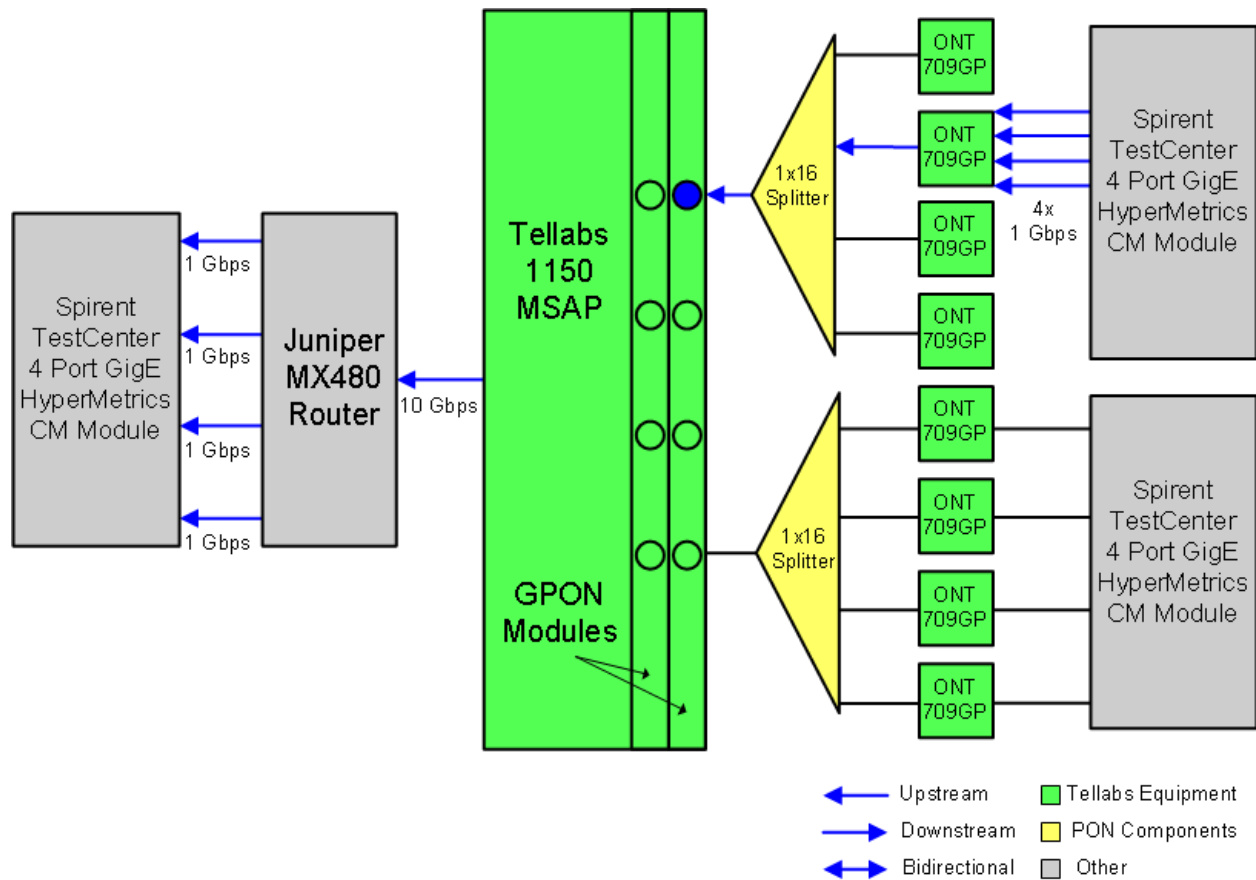 Spirent
TestCenter
4 Port GigE
HyperMetrics
CM Module
1 Gbps
1 Gbps
1 Gbps
1 Gbps
Juniper
MX480
Router
10 Gbps
Tellabs
1150
MSAP
GPON
Modules
1x16
Splitter
1x16
Splitter
ONT
709GP
ONT
709GP
ONT
709GP
ONT
709GP
ONT
709GP
ONT
709GP
ONT
709GP
ONT
709GP
4x
1 Gbps
Spirent
TestCenter
4 Port GigE
HyperMetrics
CM Module
Spirent
TestCenter
4 Port GigE
HyperMetrics
CM Module
Upstream
Downstream
Bidirectional
Tellabs Equipment
PON Components
Other